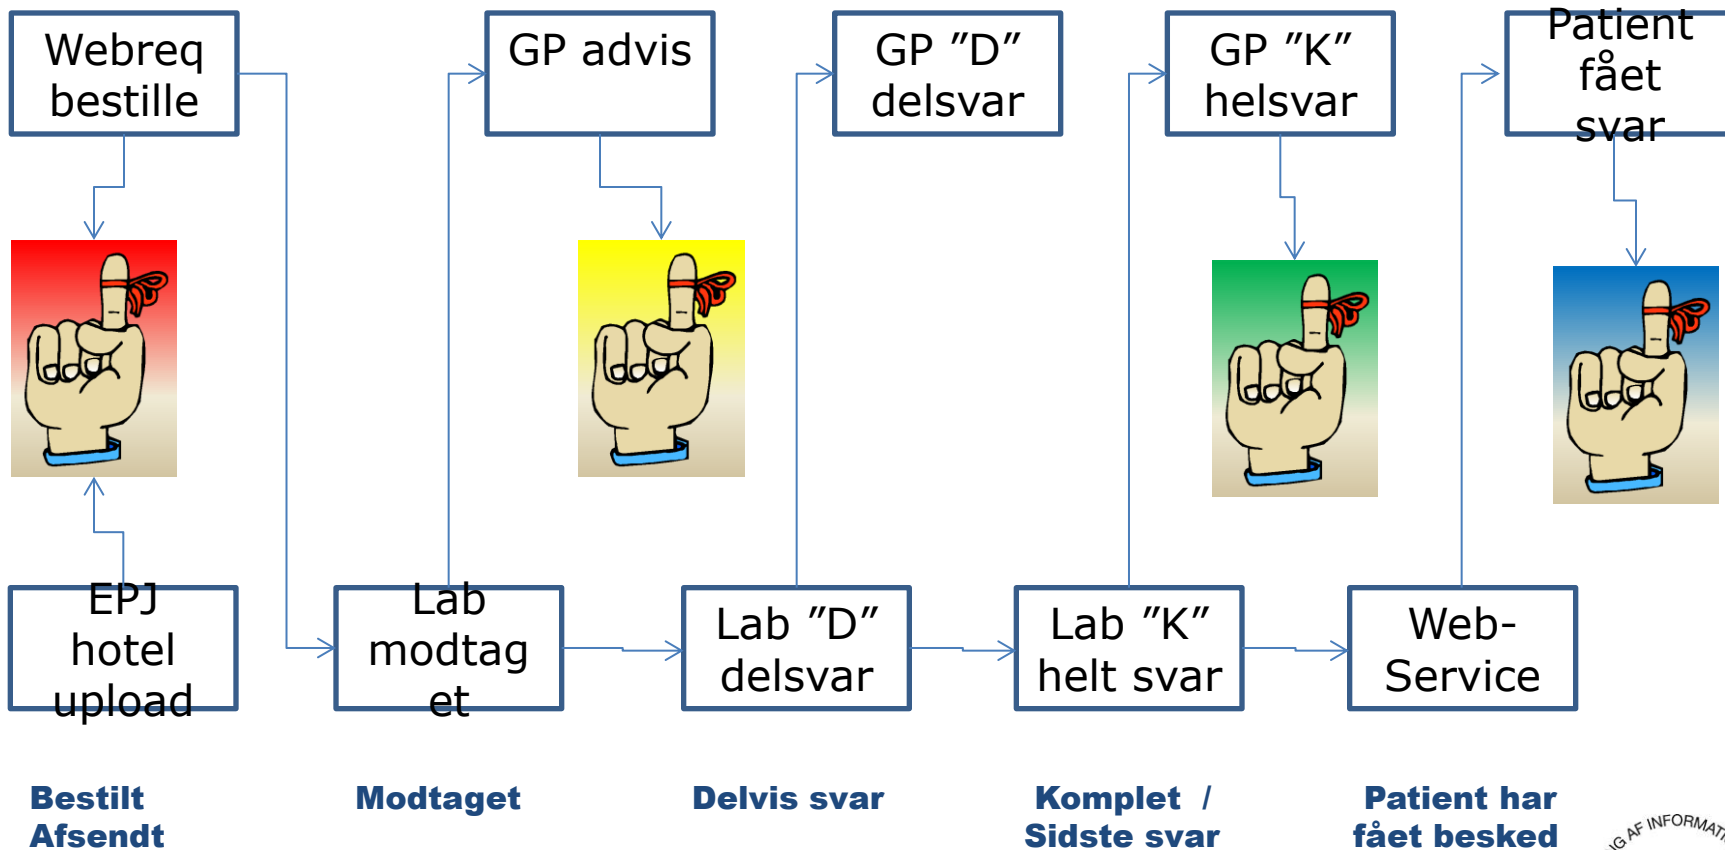 Webreq
bestille
GP advis
GP ”D”
delsvar
GP ”K”
helsvar
Patient
fået
svar
EPJ
hotel
upload
Lab
modtag
et
Lab ”D”
delsvar
Lab ”K”
helt svar
Web-
Service
Bestilt
Afsendt
Modtaget
Delvis svar
Komplet /
Sidste svar
Patient har
fået besked
AF